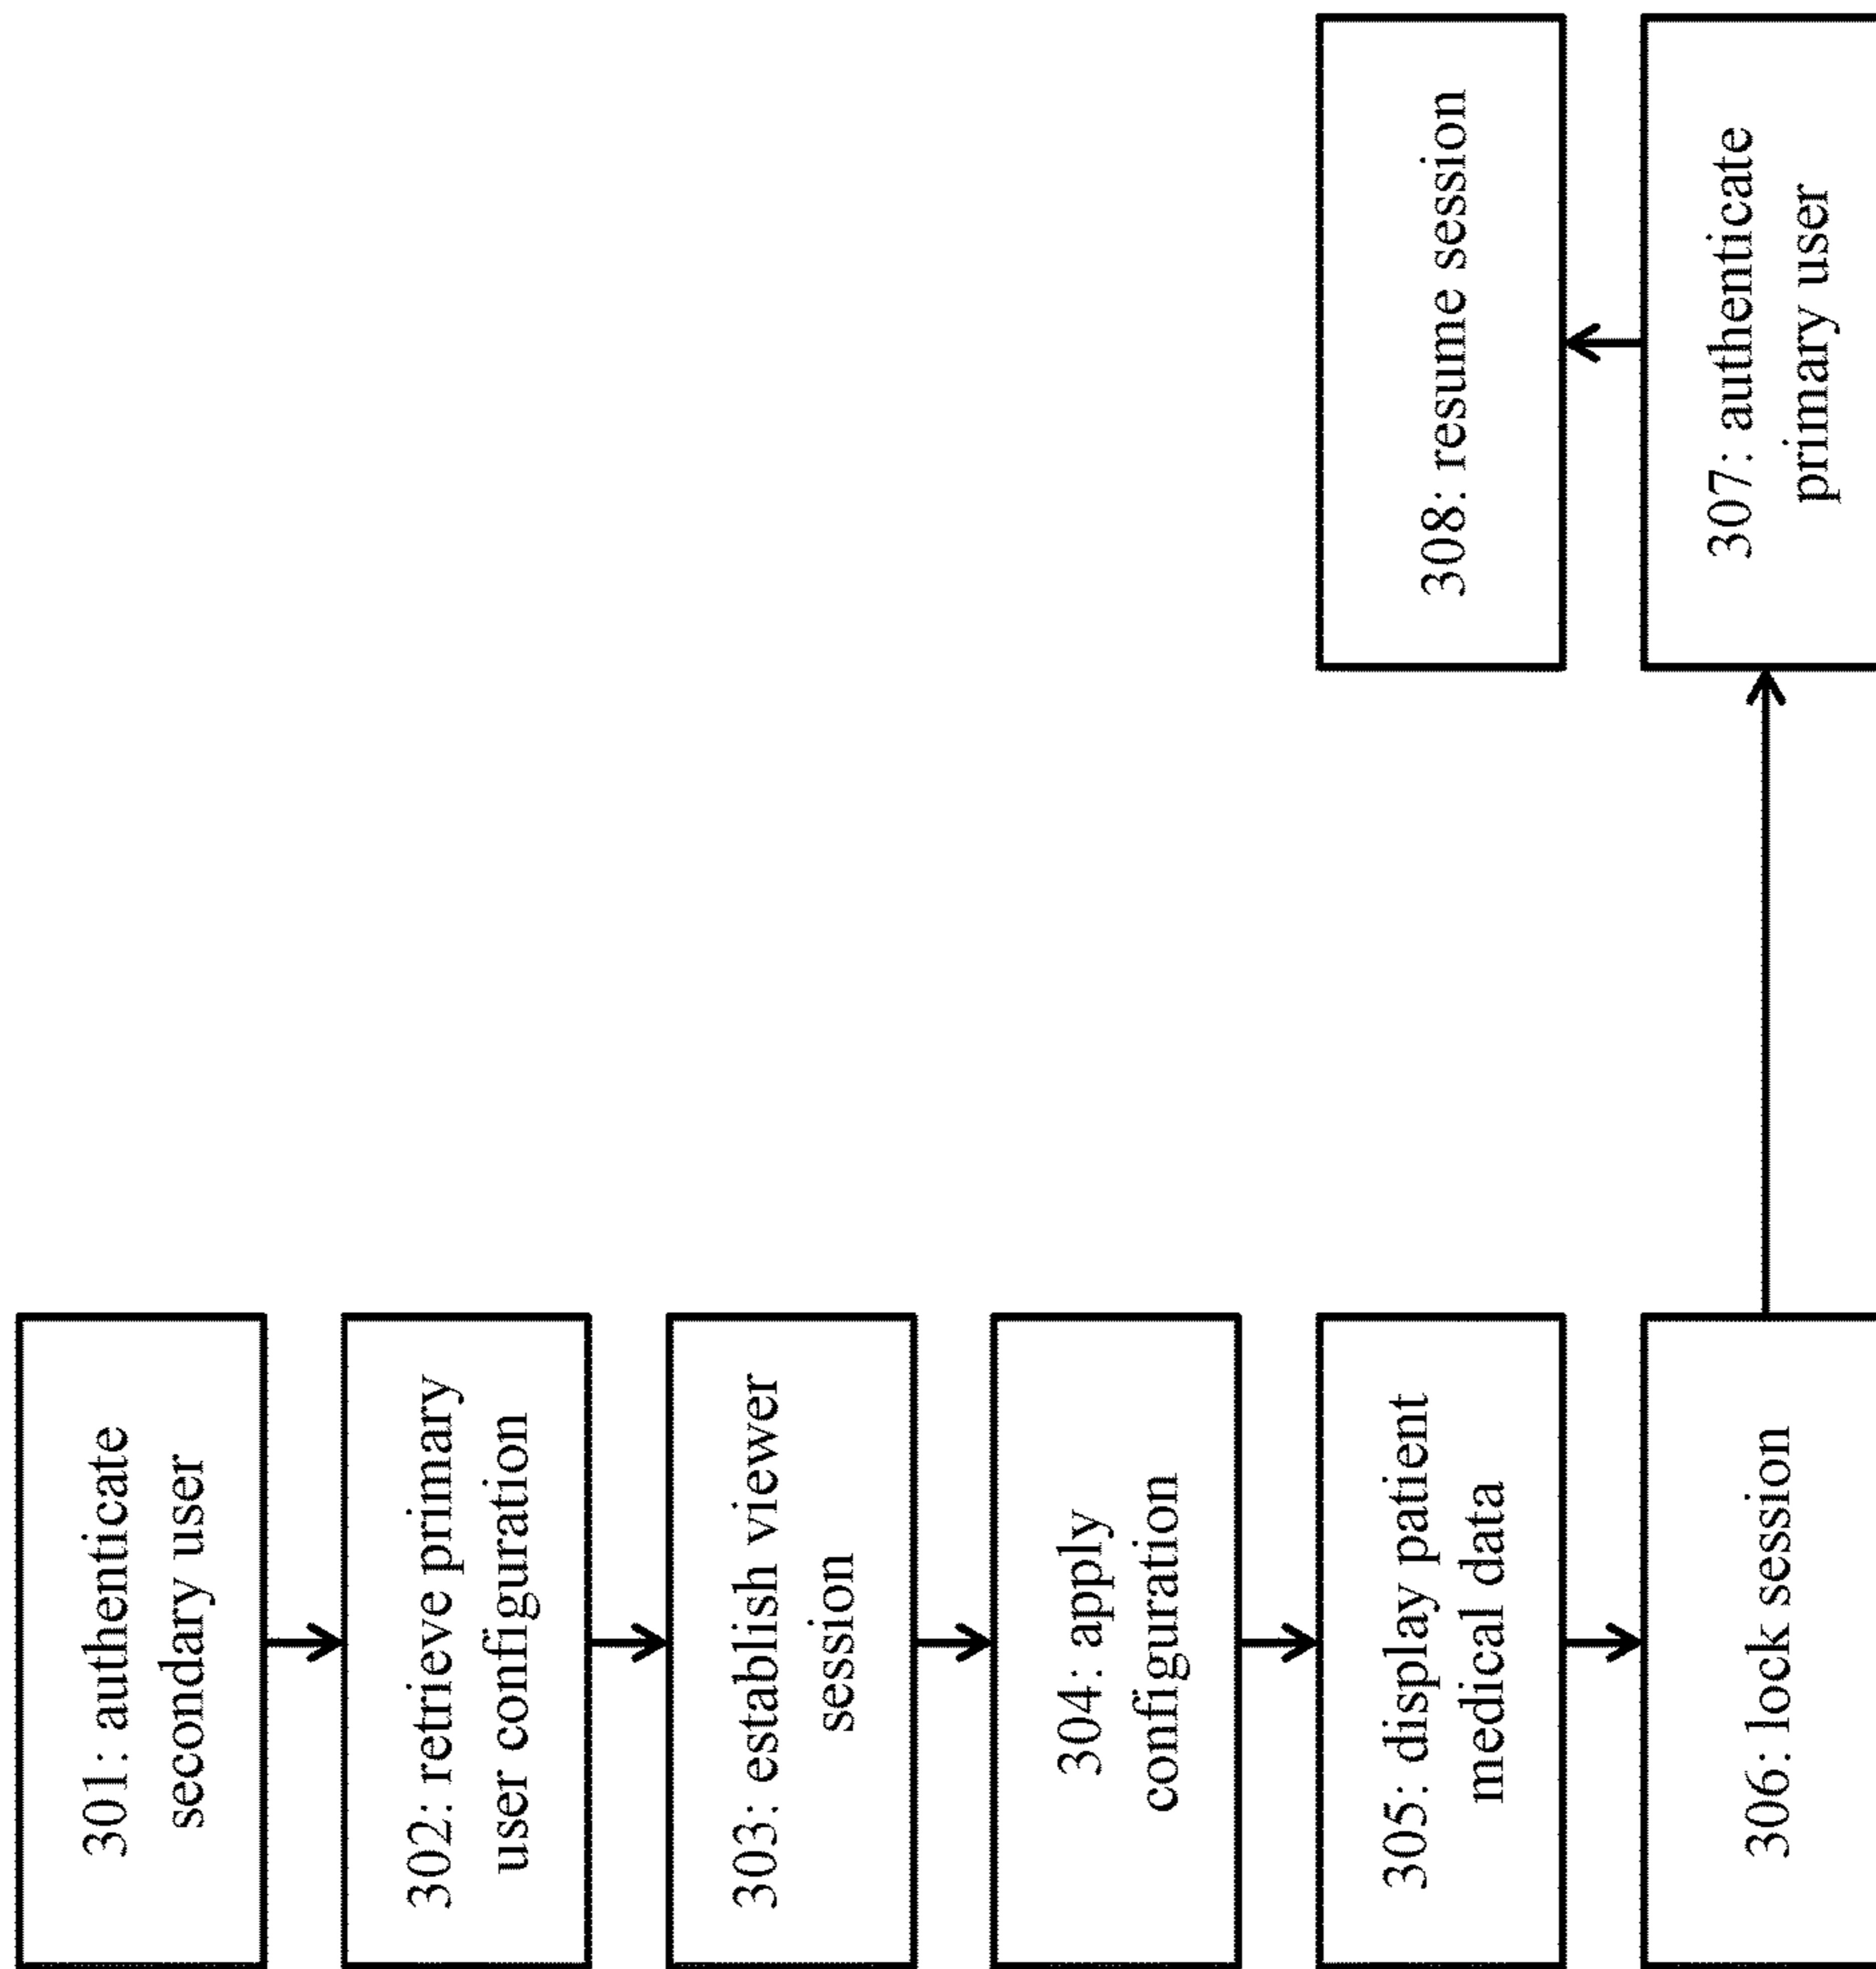 301: authenticate
secondary user
302: retrieve primary
user configuration
303: establish viewer
session
304: apply
configuration
305: display patient
medical data
306: lock session
307: authenticate
primary user
308: resume session